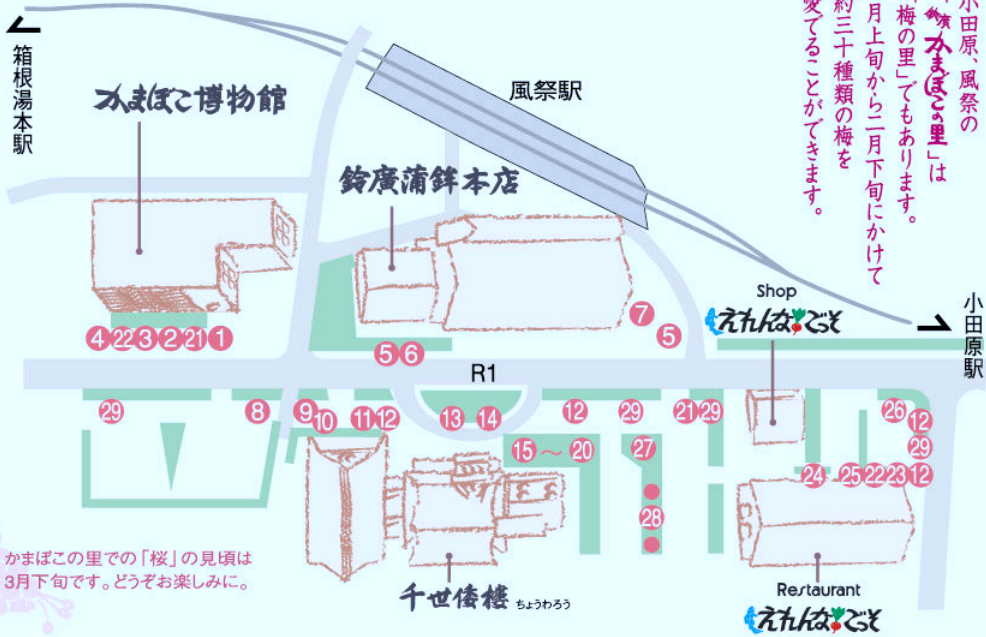 小田原、風祭の
「鈴廣かまぼこの里」は
「梅の里」でもあります。
月上旬から二月下旬にかけて
約三十種類の梅を
愛でることができます。
箱根湯本駅
かまぼこ博物館
風祭駅
鈴廣蒲鉾本店
Shop
えれんなごっそ
小田原駅
4 22 3 2 21 1
7
5
5 6
R1
29 8 9 10 11 12 13 14 12 29 21 29 26 12
29
15 〜 20 27
24 25 22 23 12
28
かまぼこの里での「桜」の見頃は
3月下旬です。どうぞお楽しみに。
千世倭樓 ちょうわろう
Restaurant
えれんなごっそ